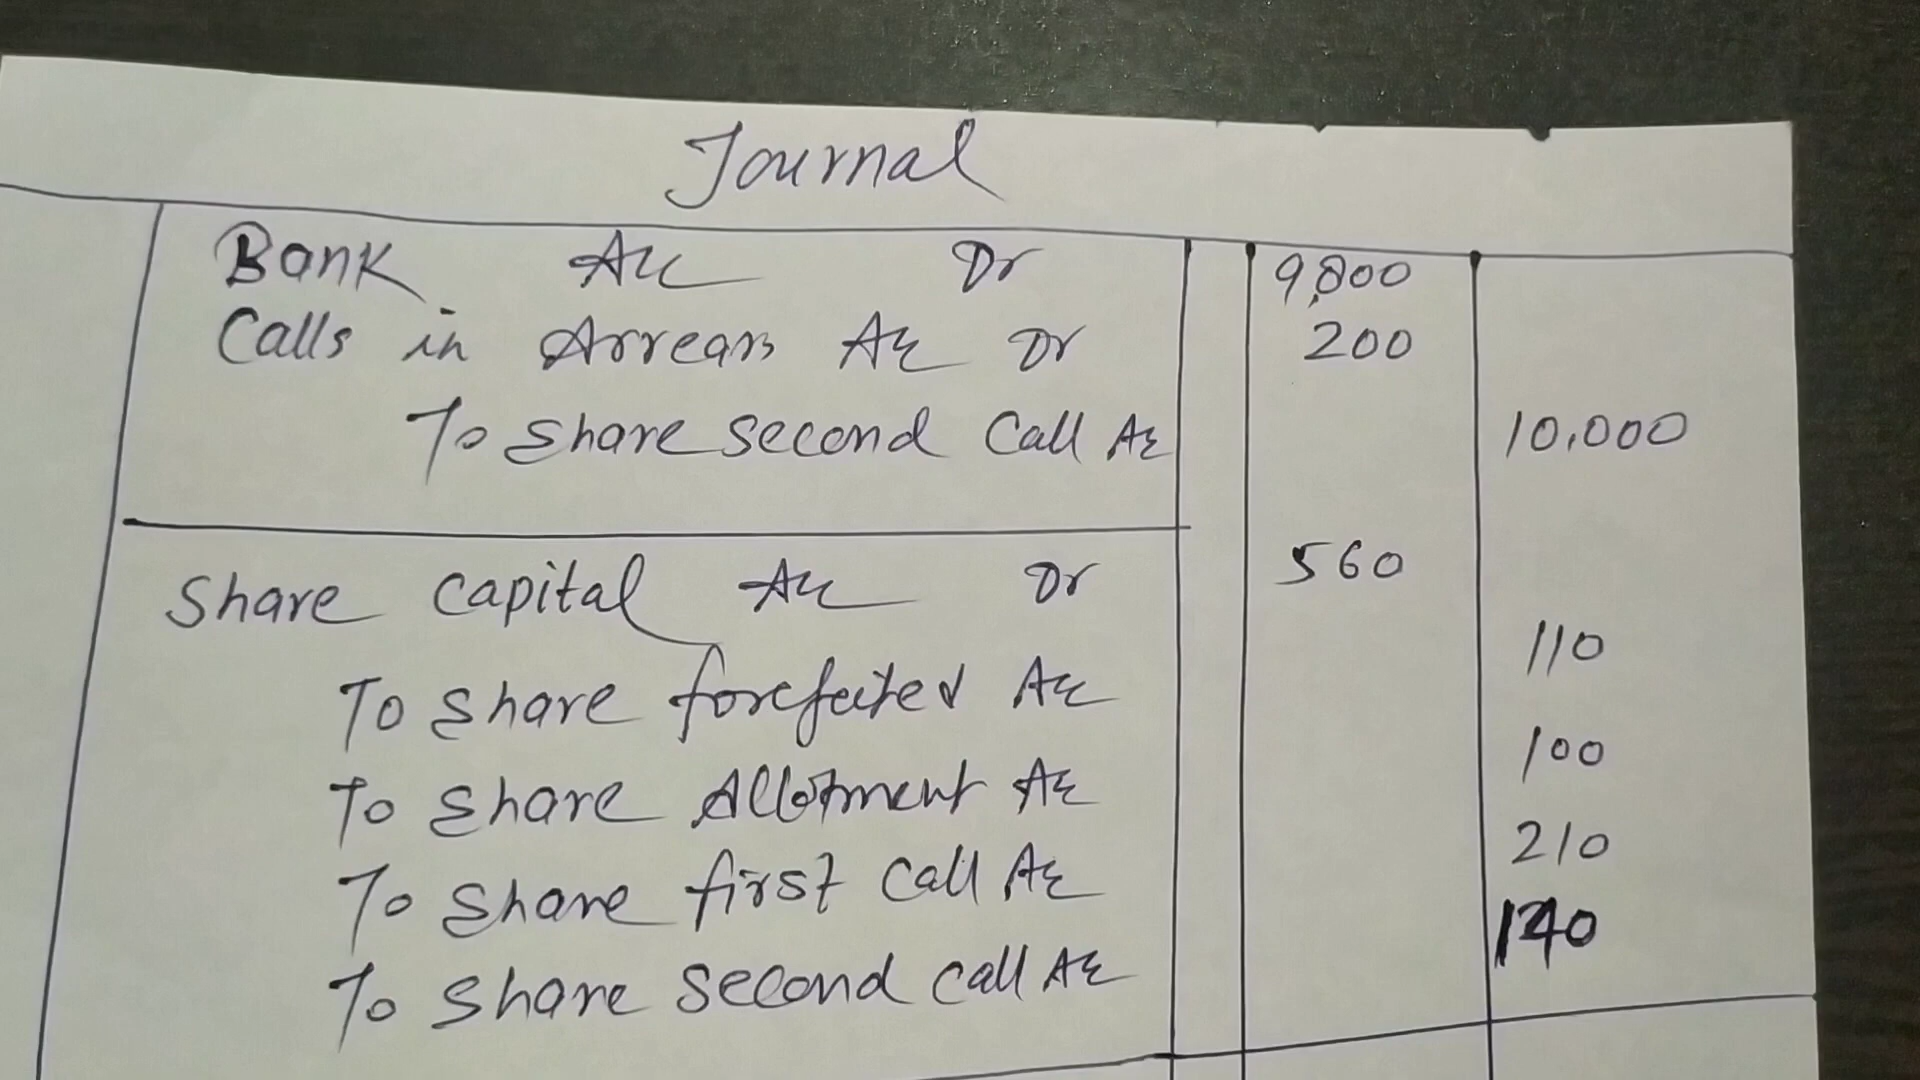 Journal
Bank A/c Dr 9,800
Calls in Arrears A/c Dr 200
To Share Second Call A/c 10,000
Share Capital A/c Dr 560
To Share forefeited A/c 110
To Share Allotment A/c 100
To Share first Call A/c 210
To Share Second Call A/c 140